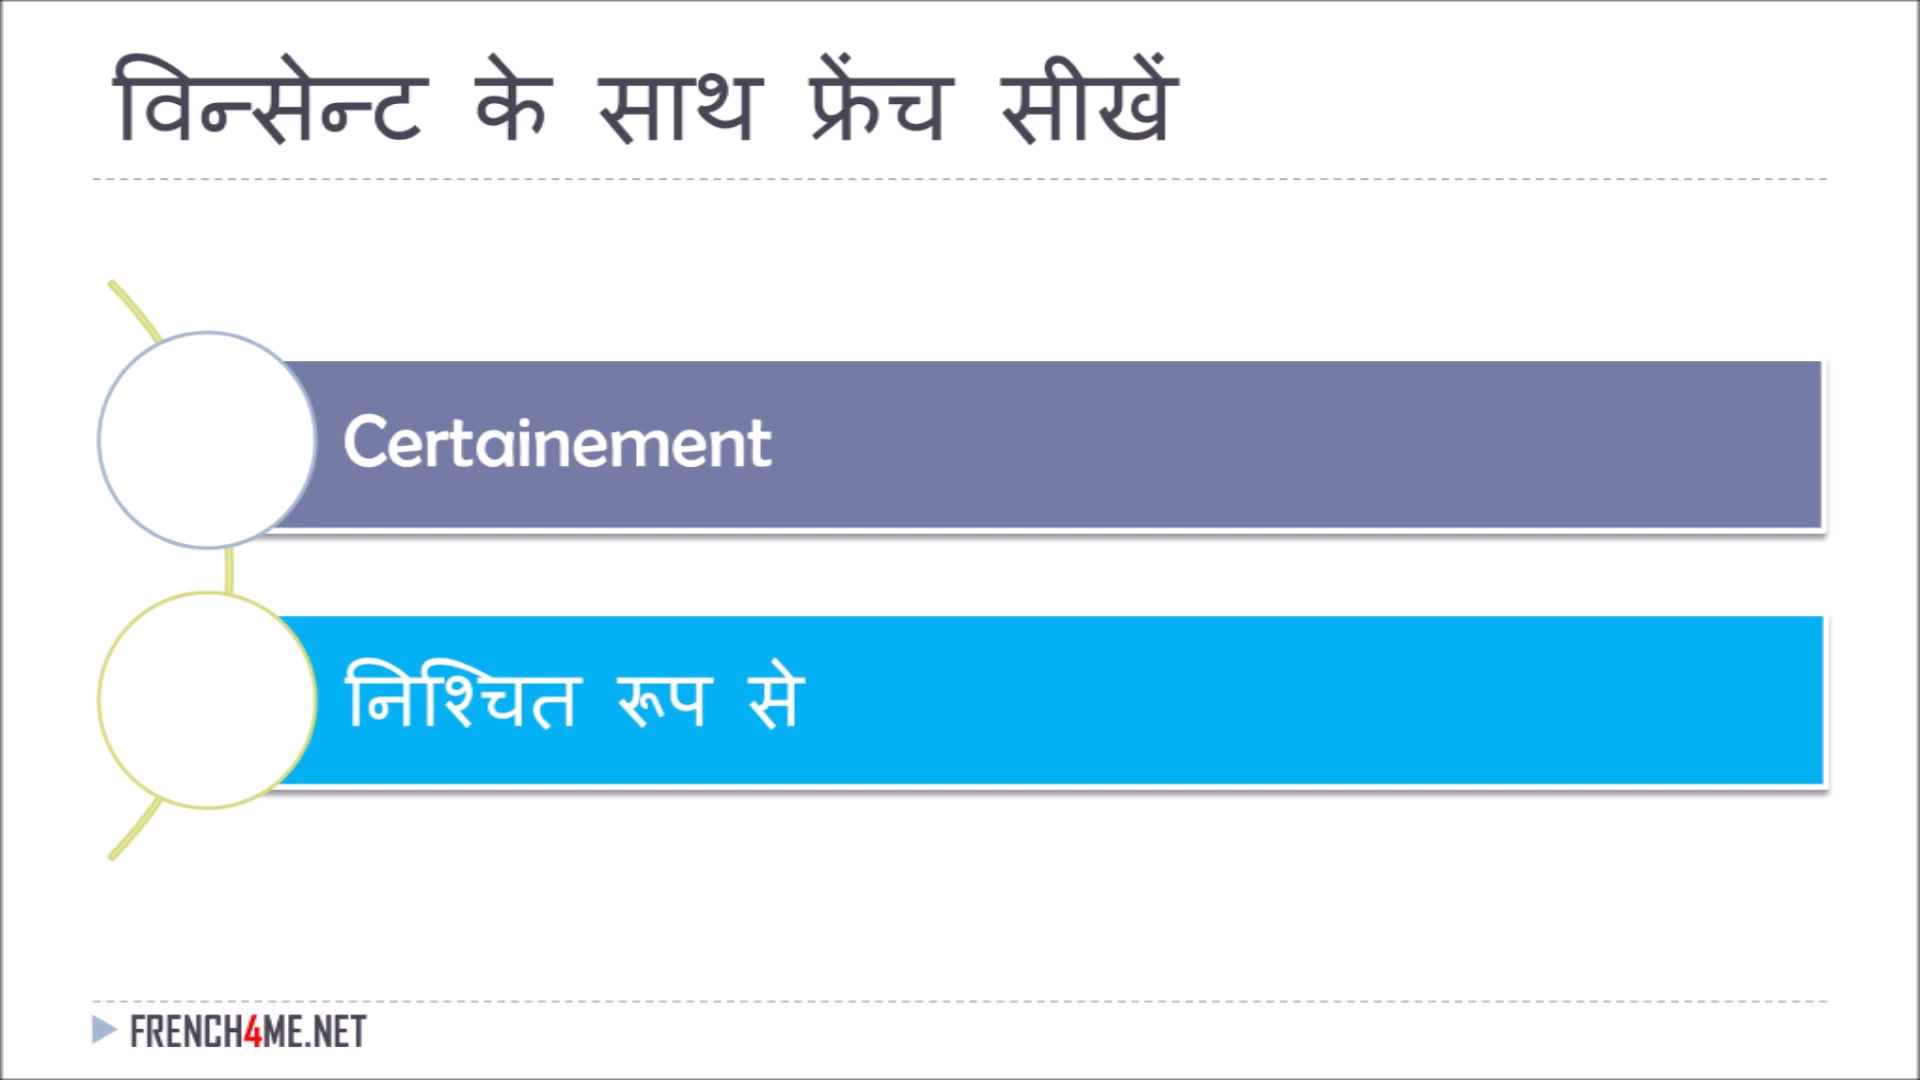 विन्सेन्ट के साथ फ्रेंच सीखें
Certainement
निश्चित रूप से
FRENCH4ME.NET